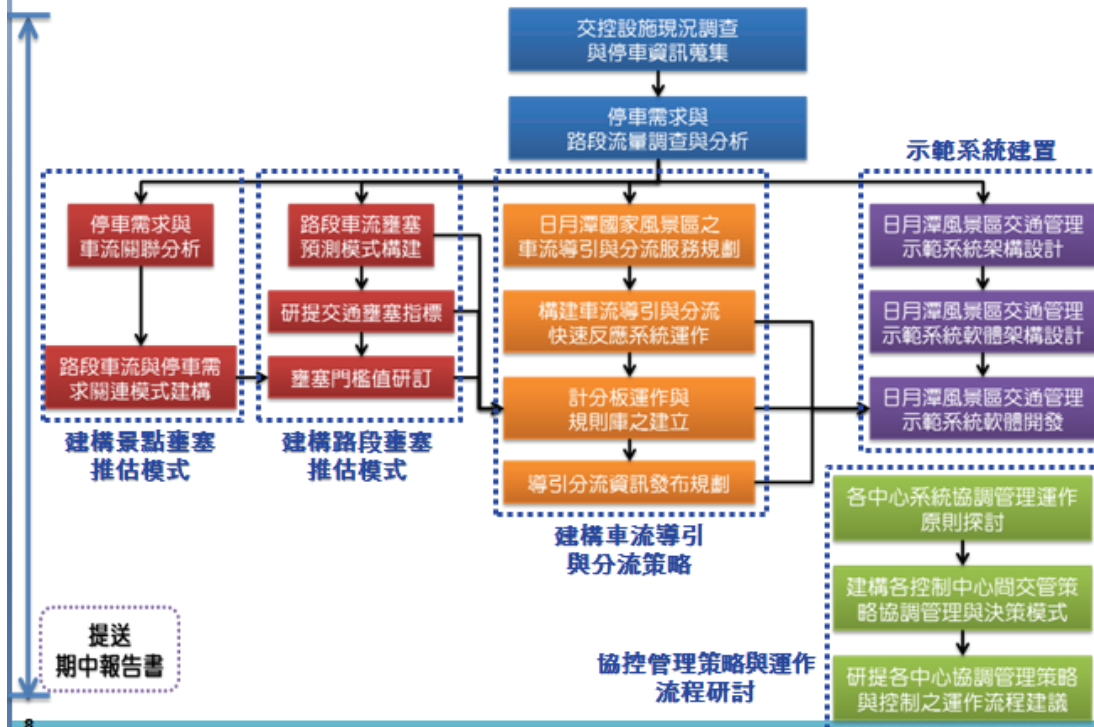 交控設施現況調查
與停車資訊蒐集
停車需求與
路段流量調查與分析
示範系統建置
停車需求與
車流關聯分析
路段車流與停車需
求關連模式建構
建構景點壅塞
推估模式
路段車流壅塞
預測模式構建
研提交通壅塞指標
壅塞門檻值研訂
建構路段壅塞
推估模式
日月潭國家風景區之
車流導引與分流服務規劃
構建車流導引與分流
快速反應系統運作
計分板運作與
規則庫之建立
導引分流資訊發布規劃
建構車流導引
與分流策略
日月潭風景區交通管理
示範系統架構設計
日月潭風景區交通管理
示範系統軟體架構設計
日月潭風景區交通管理
示範系統軟體開發
各中心系統協調管理運作
原則探討
建構各控制中心間交管策
略協調管理與決策模式
研提各中心協調管理策略
與控制之運作流程建議
協控管理策略與運作
流程研討
提送
期中報告書
8